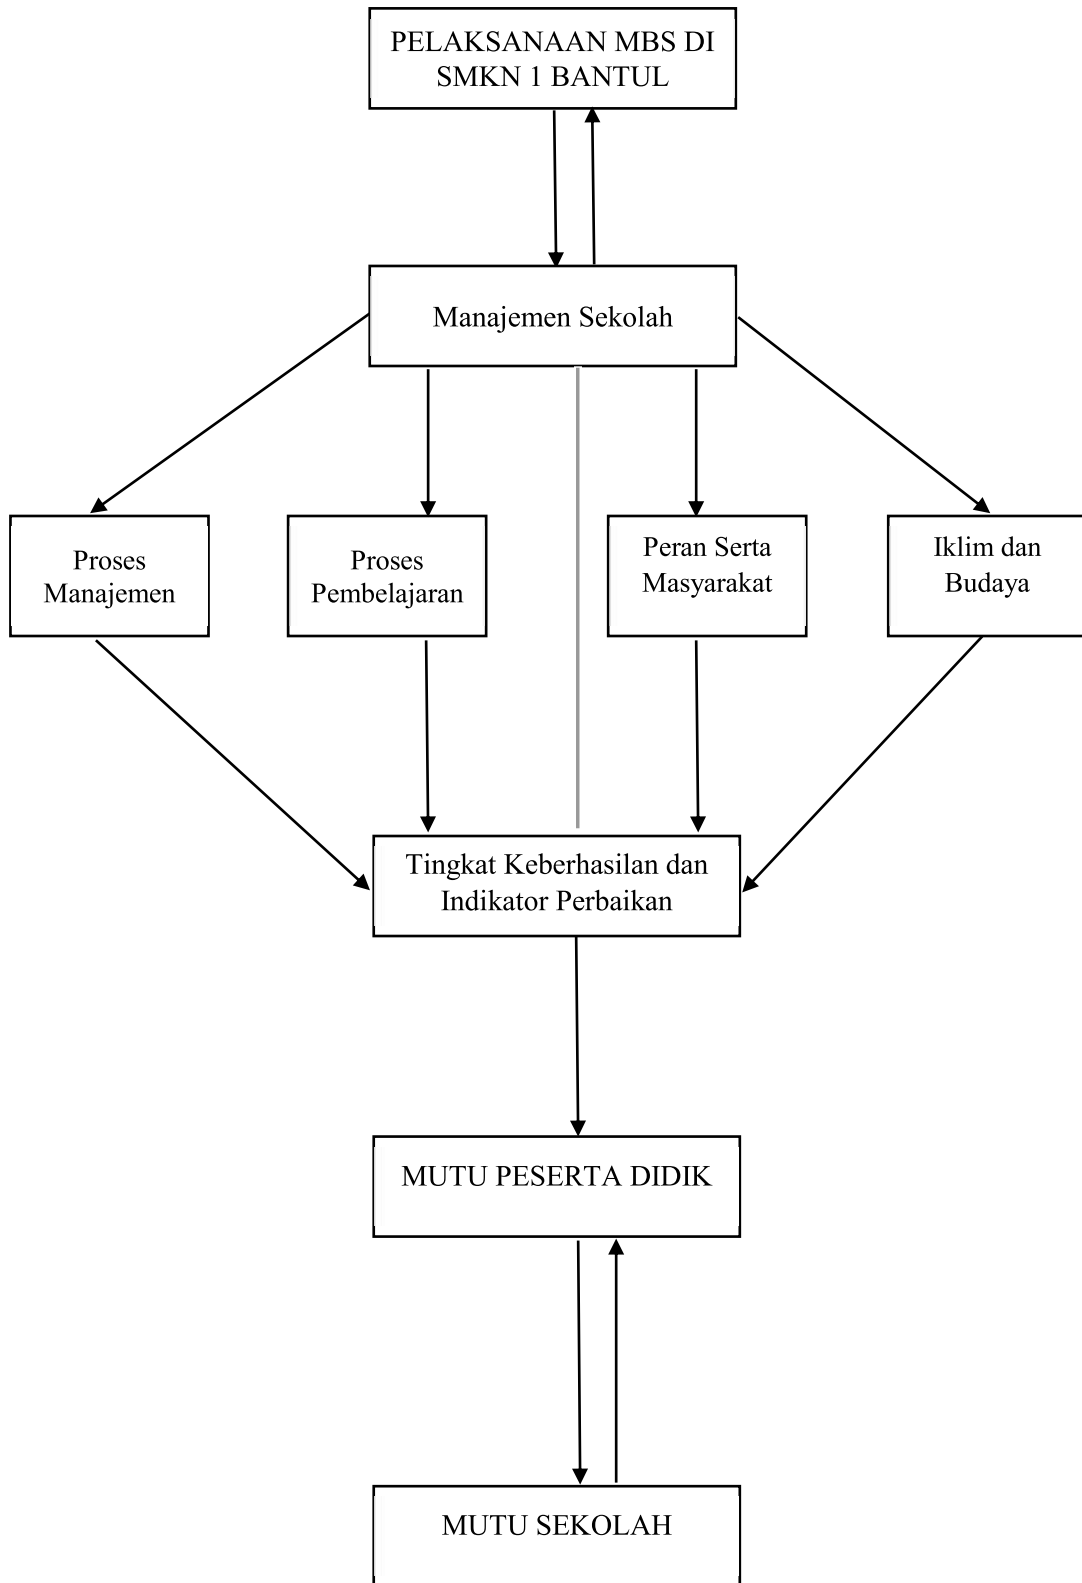 PELAKSANAAN MBS DI
SMKN 1 BANTUL
Manajemen Sekolah
Proses
Manajemen
Proses
Pembelajaran
Peran Serta
Masyarakat
Iklim dan
Budaya
Tingkat Keberhasilan dan
Indikator Perbaikan
MUTU PESERTA DIDIK
MUTU SEKOLAH